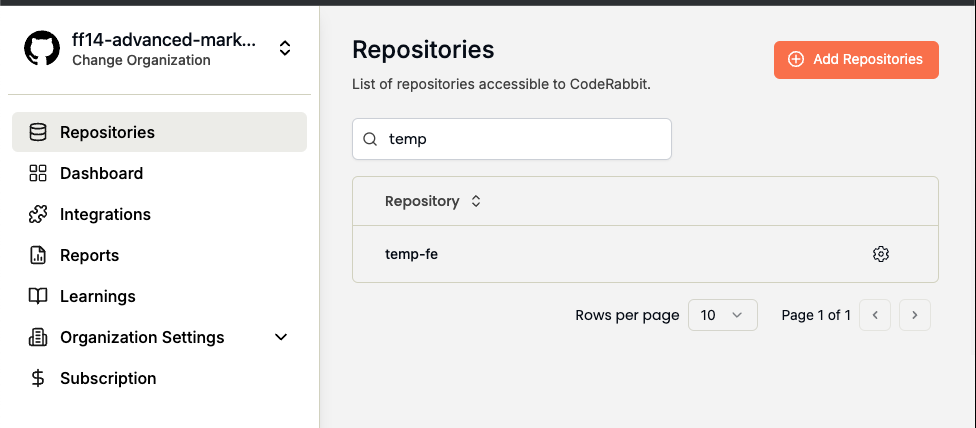 ff14-advanced-mark...
Change Organization
Repositories
Dashboard
Integrations
Reports
Learnings
Organization Settings
Subscription
Repositories
List of repositories accessible to CodeRabbit.
Add Repositories
temp
Repository
temp-fe
Rows per page 10 Page 1 of 1